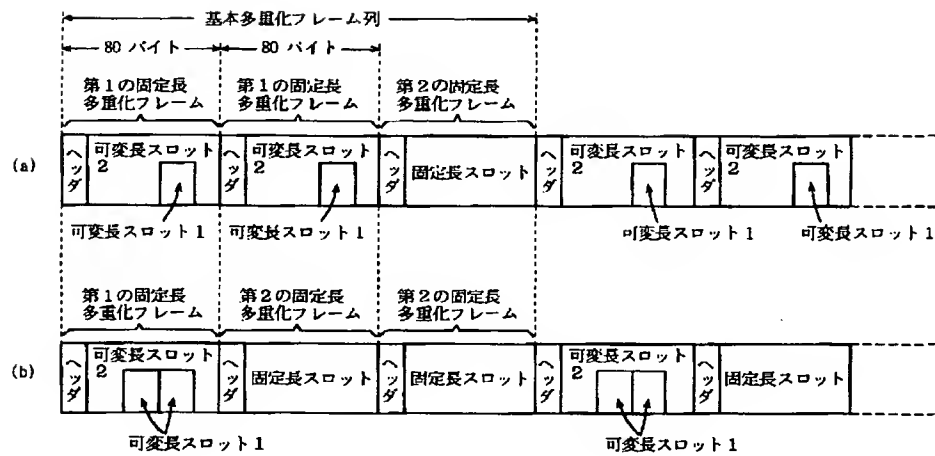 基本多重化フレーム列
80 バイト 80 バイト
第1の固定長 第1の固定長 第2の固定長
多重化フレーム 多重化フレーム 多重化フレーム
(a)
ヘッダ 可変長スロット 2 ヘッダ 可変長スロット 2 ヘッダ 固定長スロット ヘッダ 可変長スロット 2 ヘッダ 可変長スロット 2
可変長スロット1 可変長スロット1 可変長スロット1 可変長スロット1
第1の固定長 第2の固定長 第2の固定長
多重化フレーム 多重化フレーム 多重化フレーム
(b)
ヘッダ 可変長スロット 2 ヘッダ 固定長スロット ヘッダ 固定長スロット ヘッダ 可変長スロット 2 ヘッダ 固定長スロット
可変長スロット1 可変長スロット1